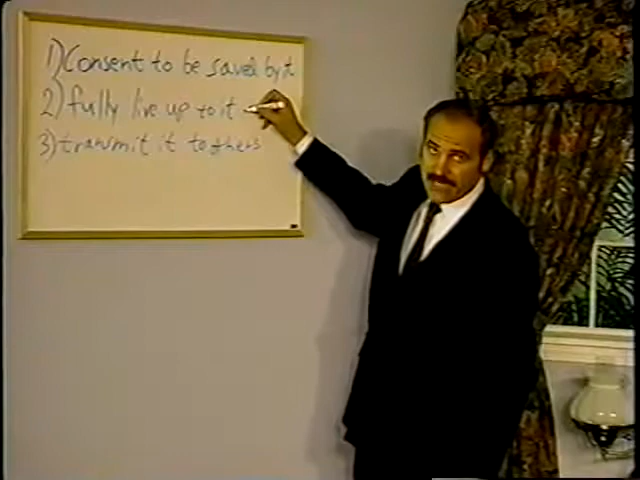 1) Consent to be saved by it
2) fully live up to it
3) transmit it to others